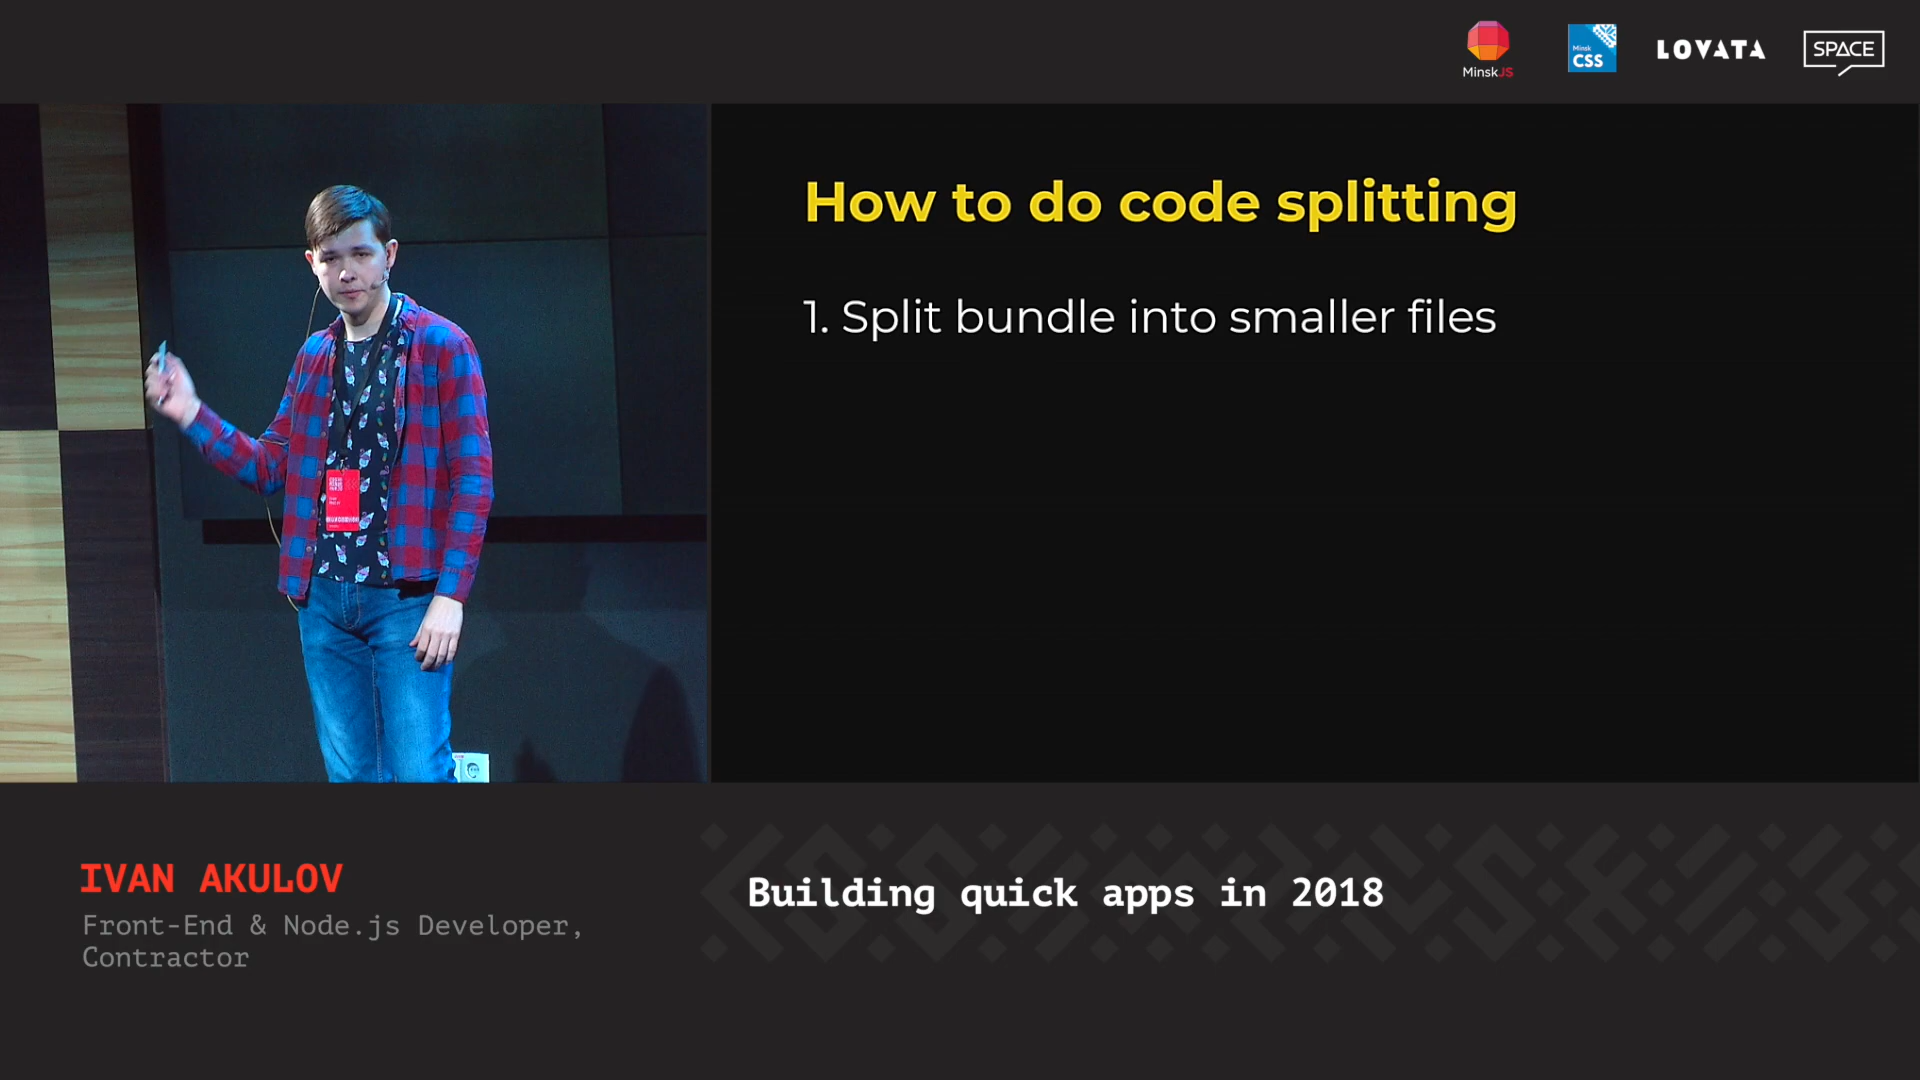 MinskJS
Minsk
CSS
LOVATA
SPACE
How to do code splitting
1. Split bundle into smaller files
IVAN AKULOV
Front-End & Node.js Developer,
Contractor
Building quick apps in 2018